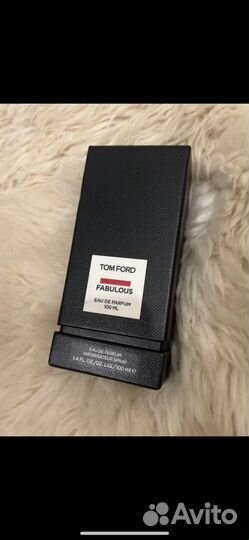 TOM FORD
FABULOUS
EAU DE PARFUM
100 ML
EAU DE PARFUM
VAPORISATEUR SPRAY
3.4 FL. OZ./OZ. LIQ./100 ml ℮
Avito